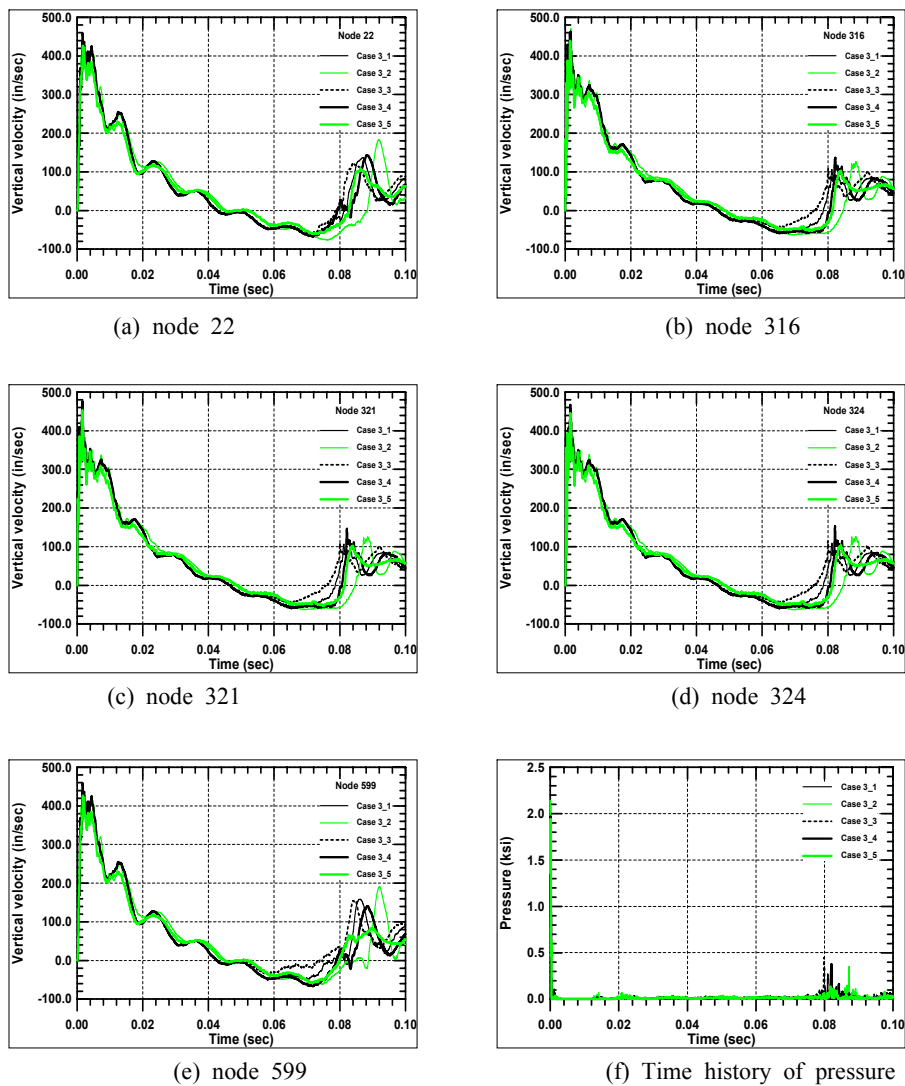 500.0
400.0
300.0
200.0
100.0
0.0
-100.0
Vertical velocity (in/sec)
Node 22
Case 3_1
Case 3_2
Case 3_3
Case 3_4
Case 3_5
0.00 0.02 0.04 0.06 0.08 0.10
Time (sec)
(a) node 22
500.0
400.0
300.0
200.0
100.0
0.0
-100.0
Vertical velocity (in/sec)
Node 316
Case 3_1
Case 3_2
Case 3_3
Case 3_4
Case 3_5
0.00 0.02 0.04 0.06 0.08 0.10
Time (sec)
(b) node 316
500.0
400.0
300.0
200.0
100.0
0.0
-100.0
Vertical velocity (in/sec)
Node 321
Case 3_1
Case 3_2
Case 3_3
Case 3_4
Case 3_5
0.00 0.02 0.04 0.06 0.08 0.10
Time (sec)
(c) node 321
500.0
400.0
300.0
200.0
100.0
0.0
-100.0
Vertical velocity (in/sec)
Node 324
Case 3_1
Case 3_2
Case 3_3
Case 3_4
Case 3_5
0.00 0.02 0.04 0.06 0.08 0.10
Time (sec)
(d) node 324
500.0
400.0
300.0
200.0
100.0
0.0
-100.0
Vertical velocity (in/sec)
Node 599
Case 3_1
Case 3_2
Case 3_3
Case 3_4
Case 3_5
0.00 0.02 0.04 0.06 0.08 0.10
Time (sec)
(e) node 599
2.5
2.0
1.5
1.0
0.5
0.0
Pressure (ksi)
Case 3_1
Case 3_2
Case 3_3
Case 3_4
Case 3_5
0.00 0.02 0.04 0.06 0.08 0.10
Time (sec)
(f) Time history of pressure